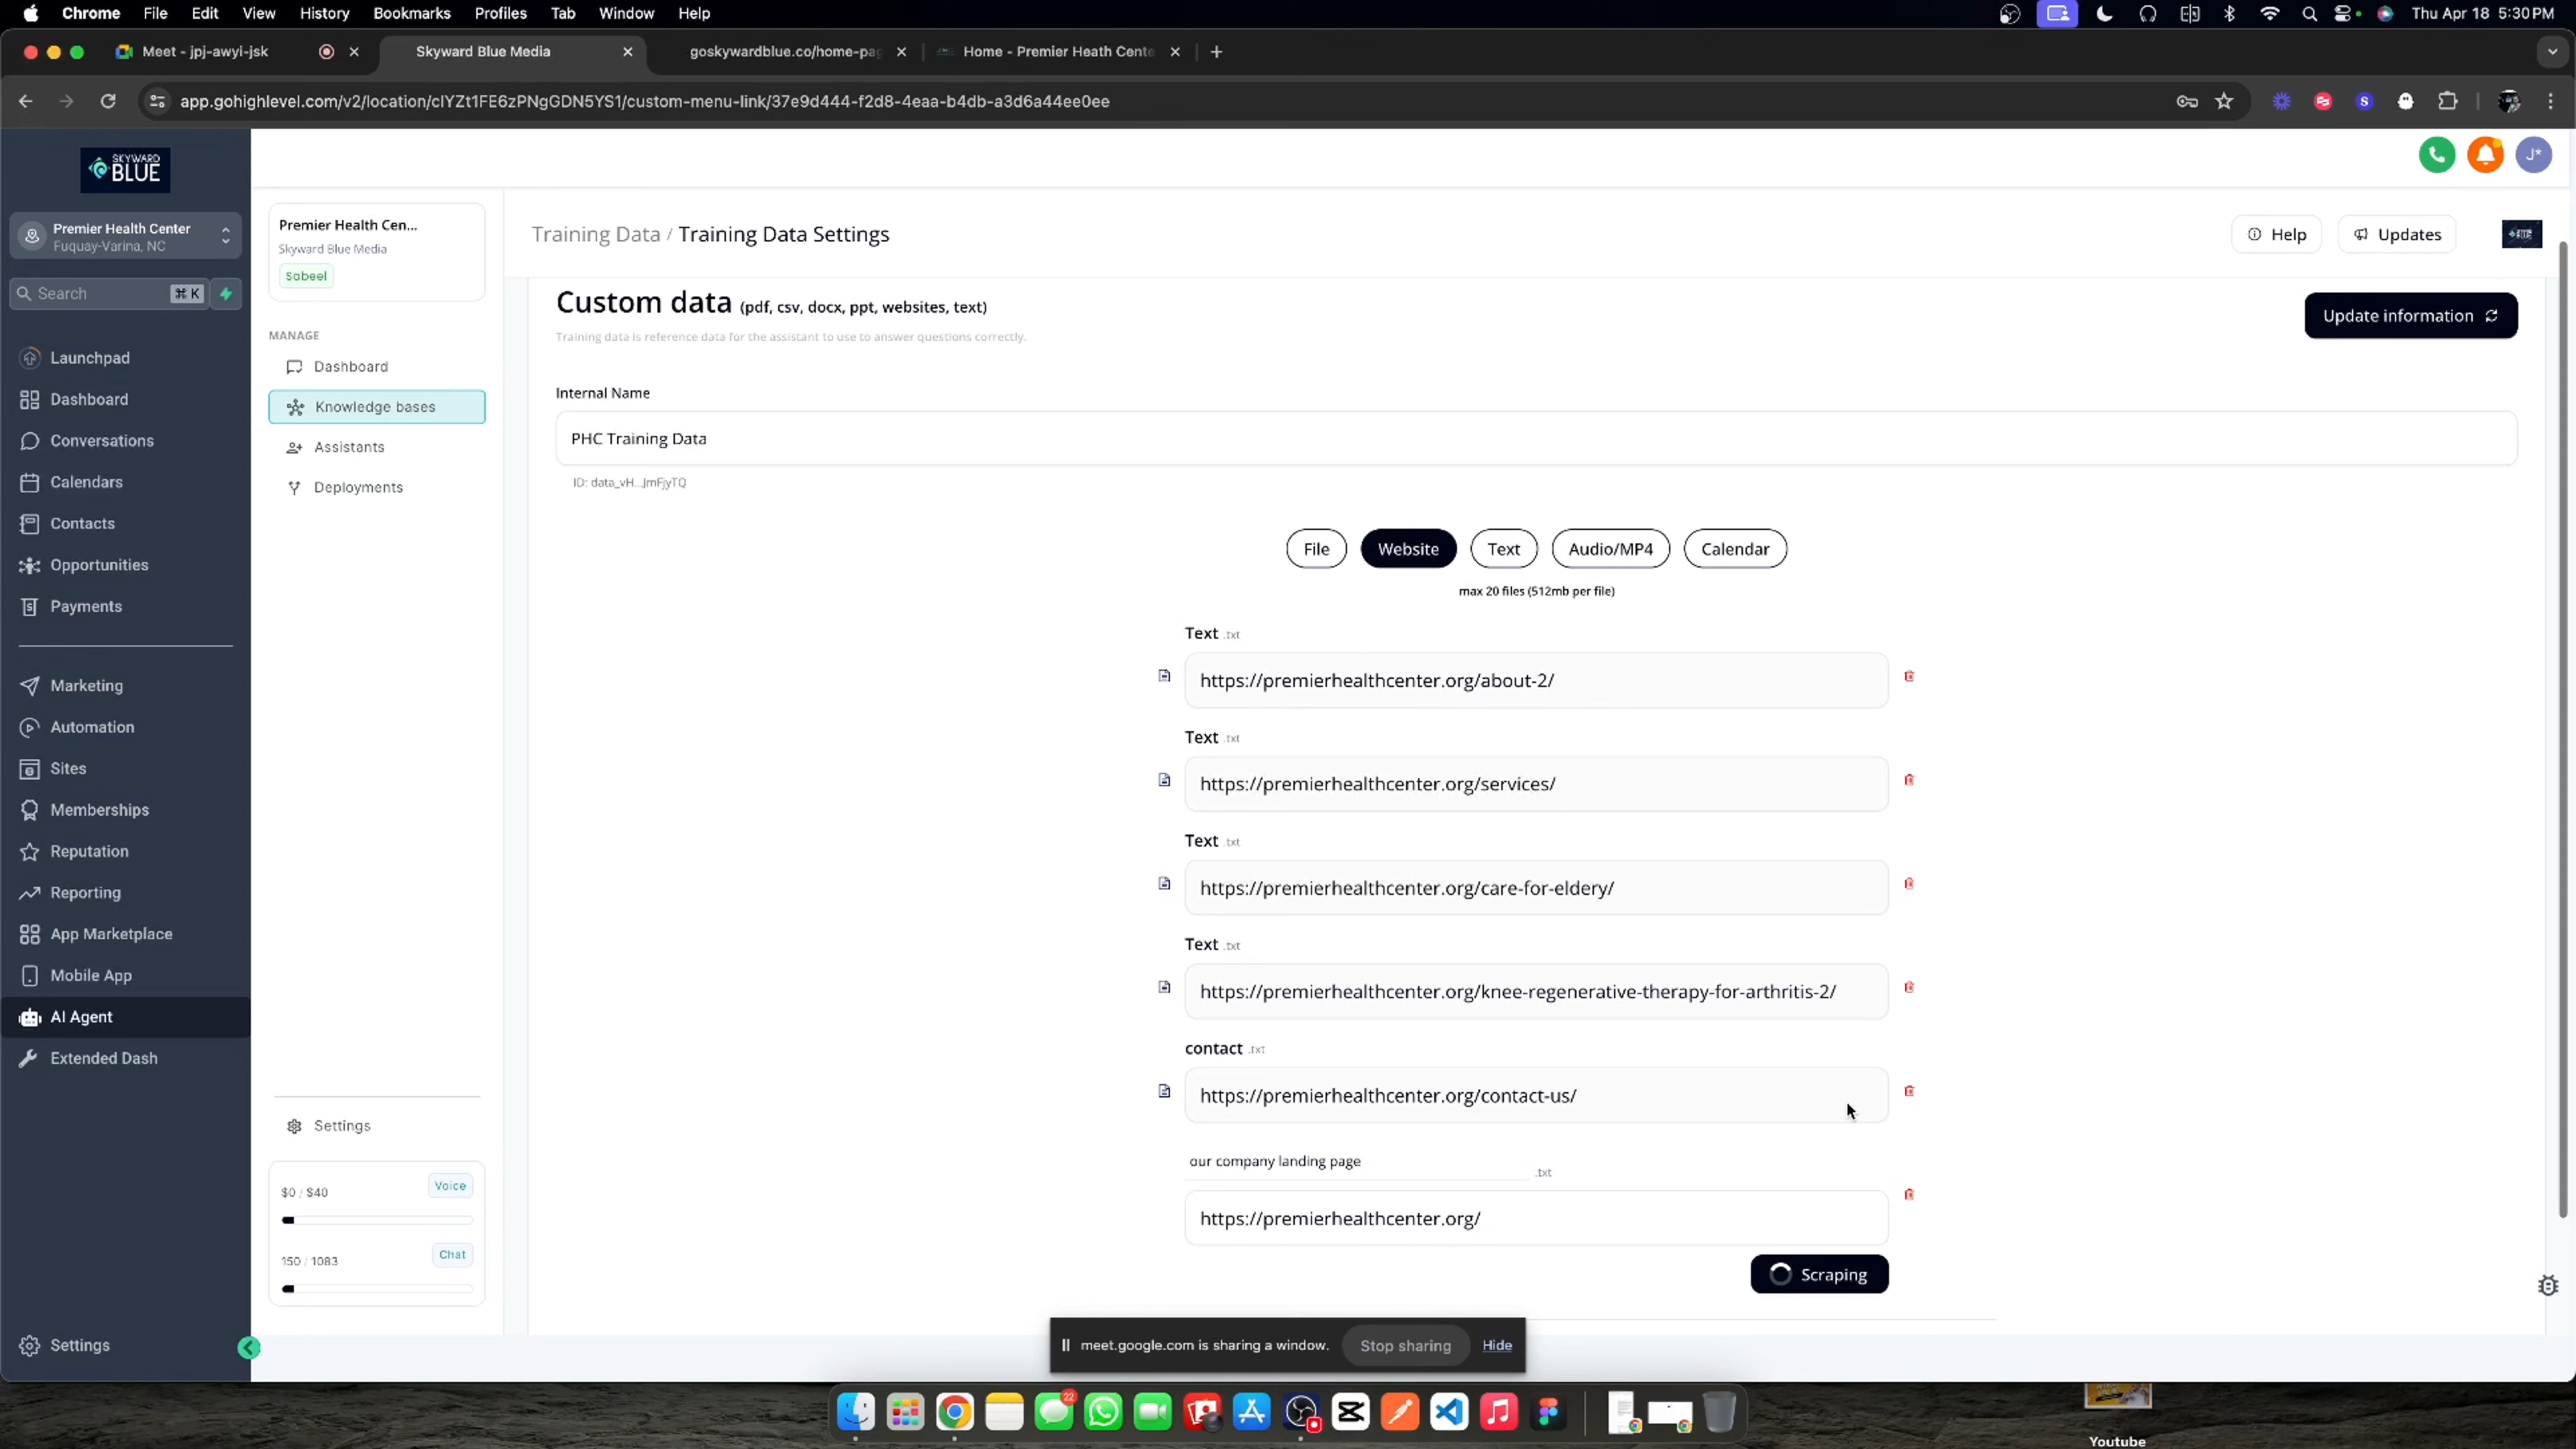 Chrome File Edit View History Bookmarks Profiles Tab Window Help
Thu Apr 18 5:30 PM
Meet - jpj-awyi-jsk
Skyward Blue Media
goskywardblue.co/home-pag
Home - Premier Heath Cente
app.gohighlevel.com/v2/location/cIYZt1FE6zPNgGDN5YS1/custom-menu-link/37e9d444-f2d8-4eaa-b4db-a3d6a44ee0ee
SKYWARD
BLUE
Premier Health Center
Fuquay-Varina, NC
Search
⌘ K
Launchpad
Dashboard
Conversations
Calendars
Contacts
Opportunities
Payments
Marketing
Automation
Sites
Memberships
Reputation
Reporting
App Marketplace
Mobile App
AI Agent
Extended Dash
Settings
Premier Health Cen...
Skyward Blue Media
Sabeel
MANAGE
Dashboard
Knowledge bases
Assistants
Deployments
Settings
$0 / $40
Voice
150 / 1083
Chat
Training Data / Training Data Settings
Help
Updates
J*
Custom data (pdf, csv, docx, ppt, websites, text)
Training data is reference data for the assistant to use to answer questions correctly.
Update information
Internal Name
PHC Training Data
ID: data_vH...JmFjyTQ
File
Website
Text
Audio/MP4
Calendar
max 20 files (512mb per file)
Text .txt
https://premierhealthcenter.org/about-2/
Text .txt
https://premierhealthcenter.org/services/
Text .txt
https://premierhealthcenter.org/care-for-eldery/
Text .txt
https://premierhealthcenter.org/knee-regenerative-therapy-for-arthritis-2/
contact .txt
https://premierhealthcenter.org/contact-us/
our company landing page
.txt
https://premierhealthcenter.org/
Scraping
meet.google.com is sharing a window.
Stop sharing
Hide
22
Youtube